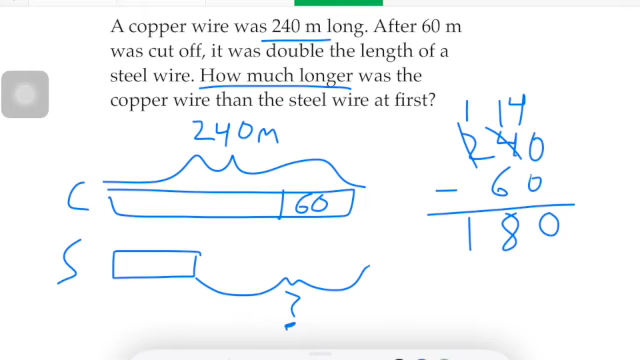 A copper wire was 240 m long. After 60 m
was cut off, it was double the length of a
steel wire. How much longer was the
copper wire than the steel wire at first?
240m
C 60
S
?
1 14
240
- 60
180